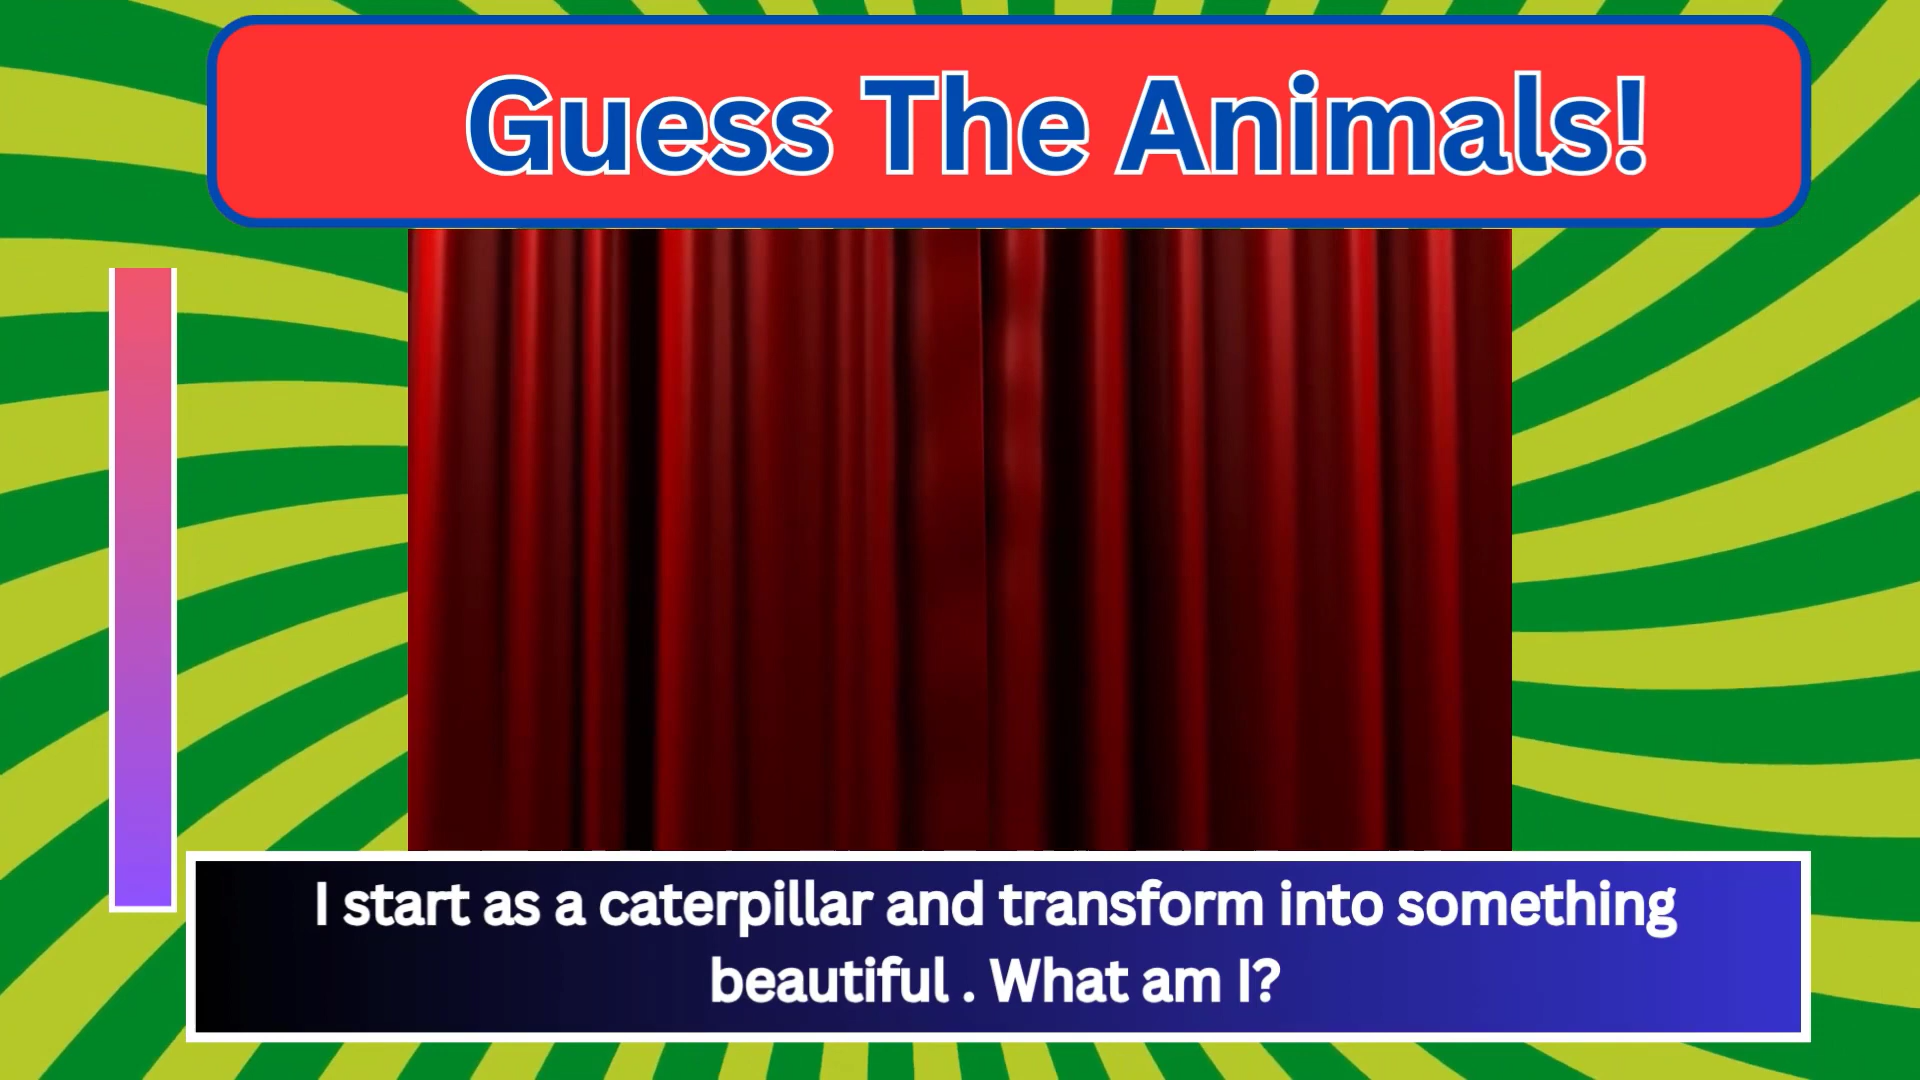 Guess The Animals!
I start as a caterpillar and transform into something
beautiful . What am I?